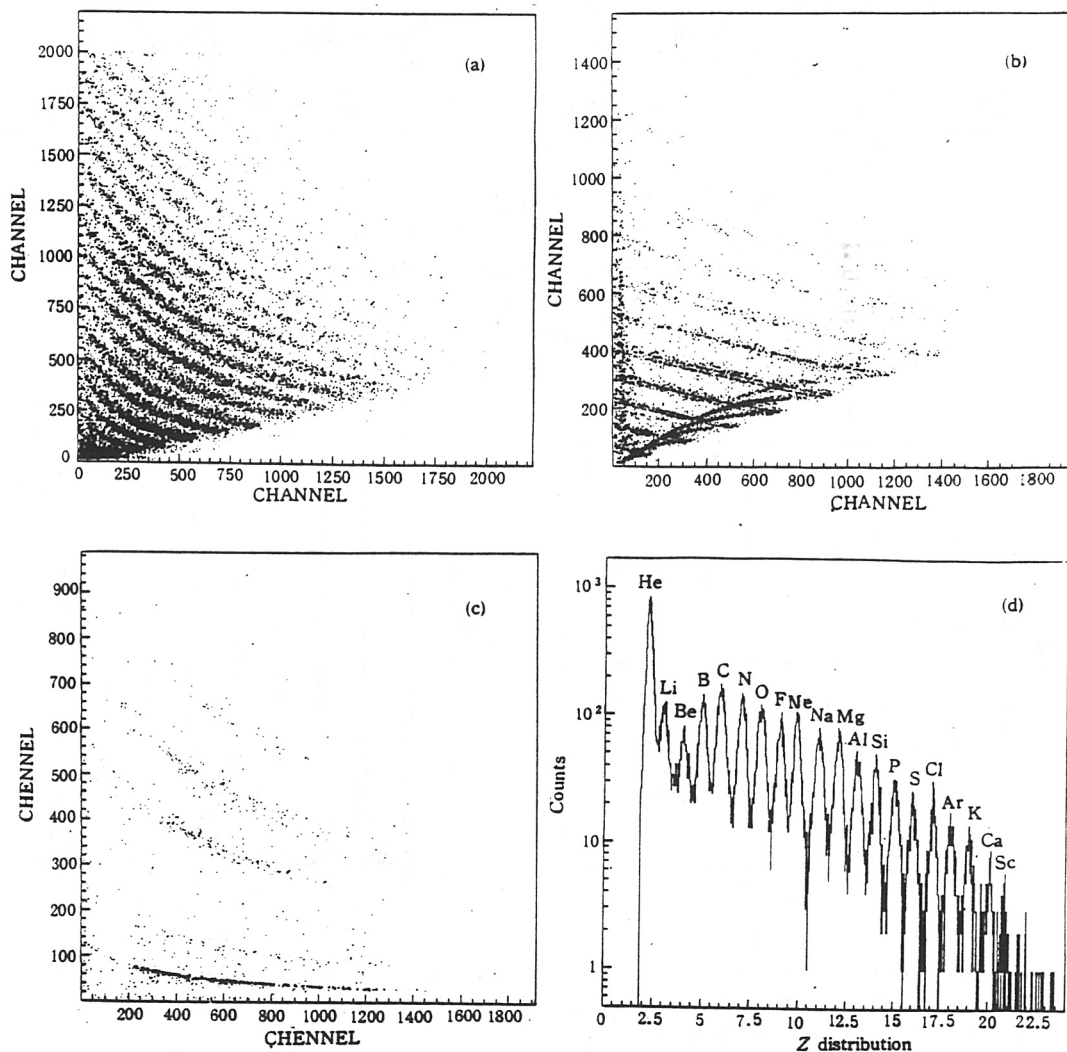 (a)
2000
1750
1500
1250
1000
750
500
250
0
CHANNEL
0 250 500 750 1000 1250 1500 1750 2000
CHANNEL
(b)
1400
1200
1000
800
600
400
200
CHANNEL
200 400 600 800 1000 1200 1400 1600 1800
CHANNEL
(c)
900
800
700
600
500
400
300
200
100
CHENNEL
200 400 600 800 1000 1200 1400 1600 1800
CHENNEL
(d)
10³
10²
10
1
Counts
He Li Be B C N O F Ne Na Mg Al Si P S Cl Ar K Ca Sc
0 2.5 5 7.5 10 12.5 15 17.5 20 22.5
Z distribution